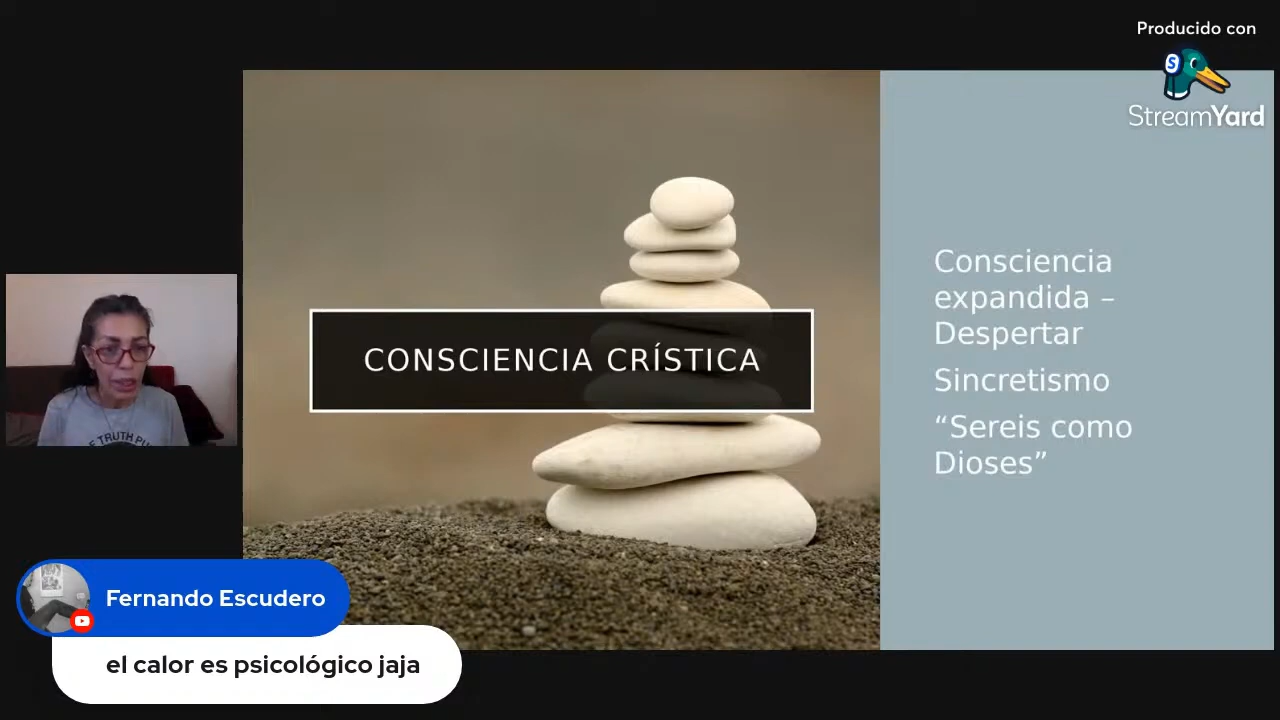 Producido con
StreamYard
CONSCIENCIA CRÍSTICA
Consciencia
expandida –
Despertar
Sincretismo
“Sereis como
Dioses”
TRUTH
Fernando Escudero
el calor es psicológico jaja